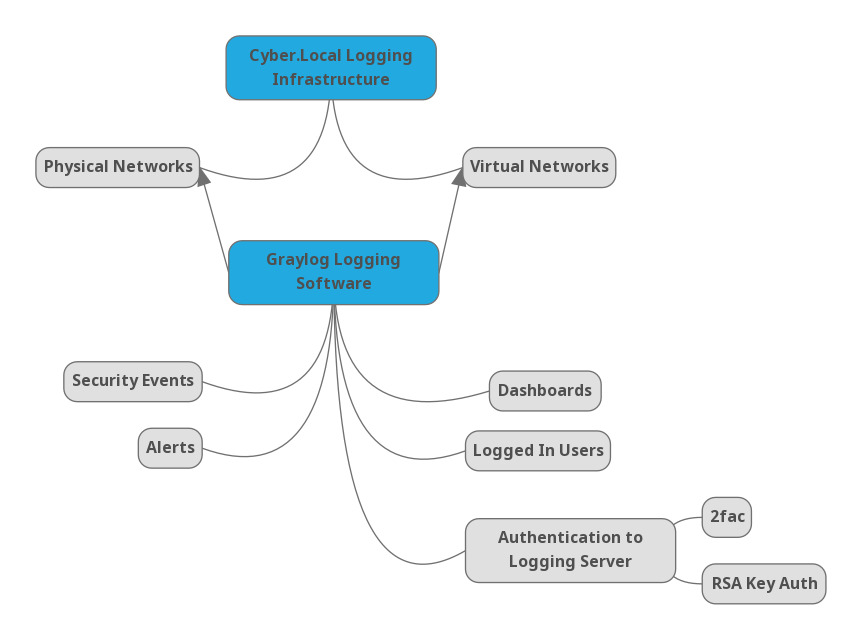 Cyber.Local Logging
Infrastructure
Physical Networks
Virtual Networks
Graylog Logging
Software
Security Events
Dashboards
Alerts
Logged In Users
Authentication to
Logging Server
2fac
RSA Key Auth